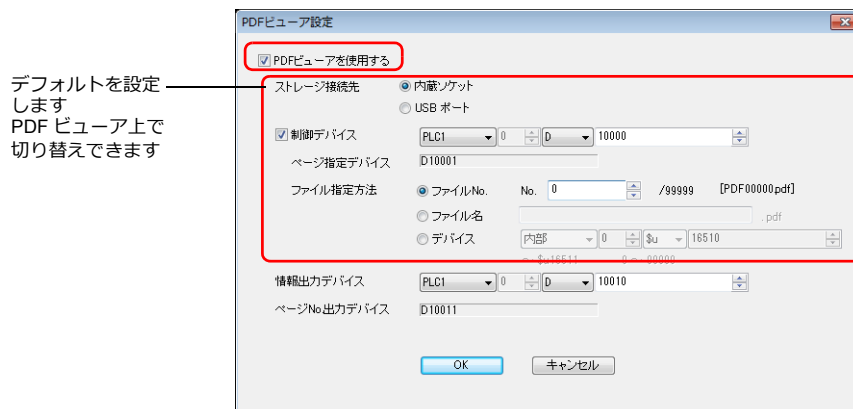 PDFビューア設定
PDFビューアを使用する
デフォルトを設定
します
PDF ビューア上で
切り替えできます
ストレージ接続先 内蔵ソケット
USB ポート
制御デバイス PLC1 0 D 10000
ページ指定デバイス D10001
ファイル指定方法 ファイルNo. No. 0 /99999 [PDF00000.pdf]
ファイル名 .pdf
デバイス 内部 0 $u 16510
情報出力デバイス PLC1 0 D 10010
ページNo.出力デバイス D10011
OK キャンセル